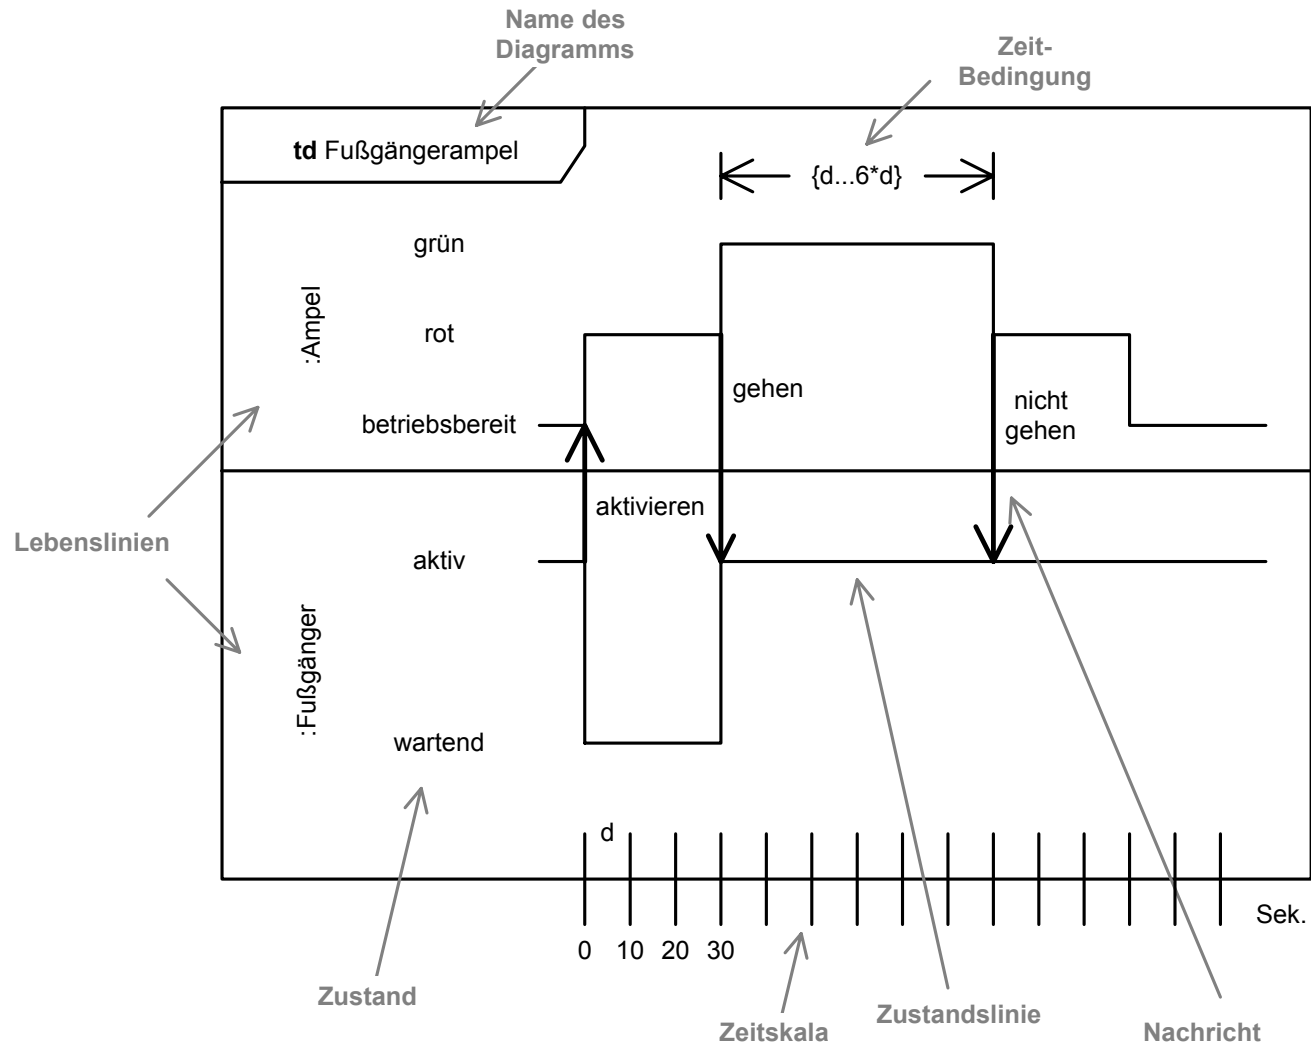 Name des
Diagramms
Zeit-
Bedingung
td Fußgängerampel
{d...6*d}
grün
:Ampel
rot
gehen
nicht
gehen
betriebsbereit
aktivieren
Lebenslinien
aktiv
:Fußgänger
wartend
d
Sek.
0 10 20 30
Zustand
Zeitskala
Zustandslinie
Nachricht